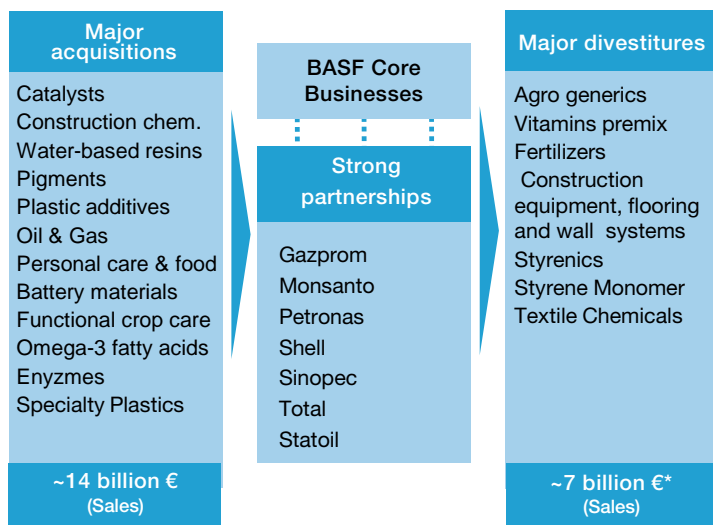 Major
acquisitions
Catalysts
Construction chem.
Water-based resins
Pigments
Plastic additives
Oil & Gas
Personal care & food
Battery materials
Functional crop care
Omega-3 fatty acids
Enyzmes
Specialty Plastics
~14 billion €
(Sales)
BASF Core
Businesses
Strong
partnerships
Gazprom
Monsanto
Petronas
Shell
Sinopec
Total
Statoil
Major divestitures
Agro generics
Vitamins premix
Fertilizers
Construction
equipment, flooring
and wall systems
Styrenics
Styrene Monomer
Textile Chemicals
~7 billion €*
(Sales)